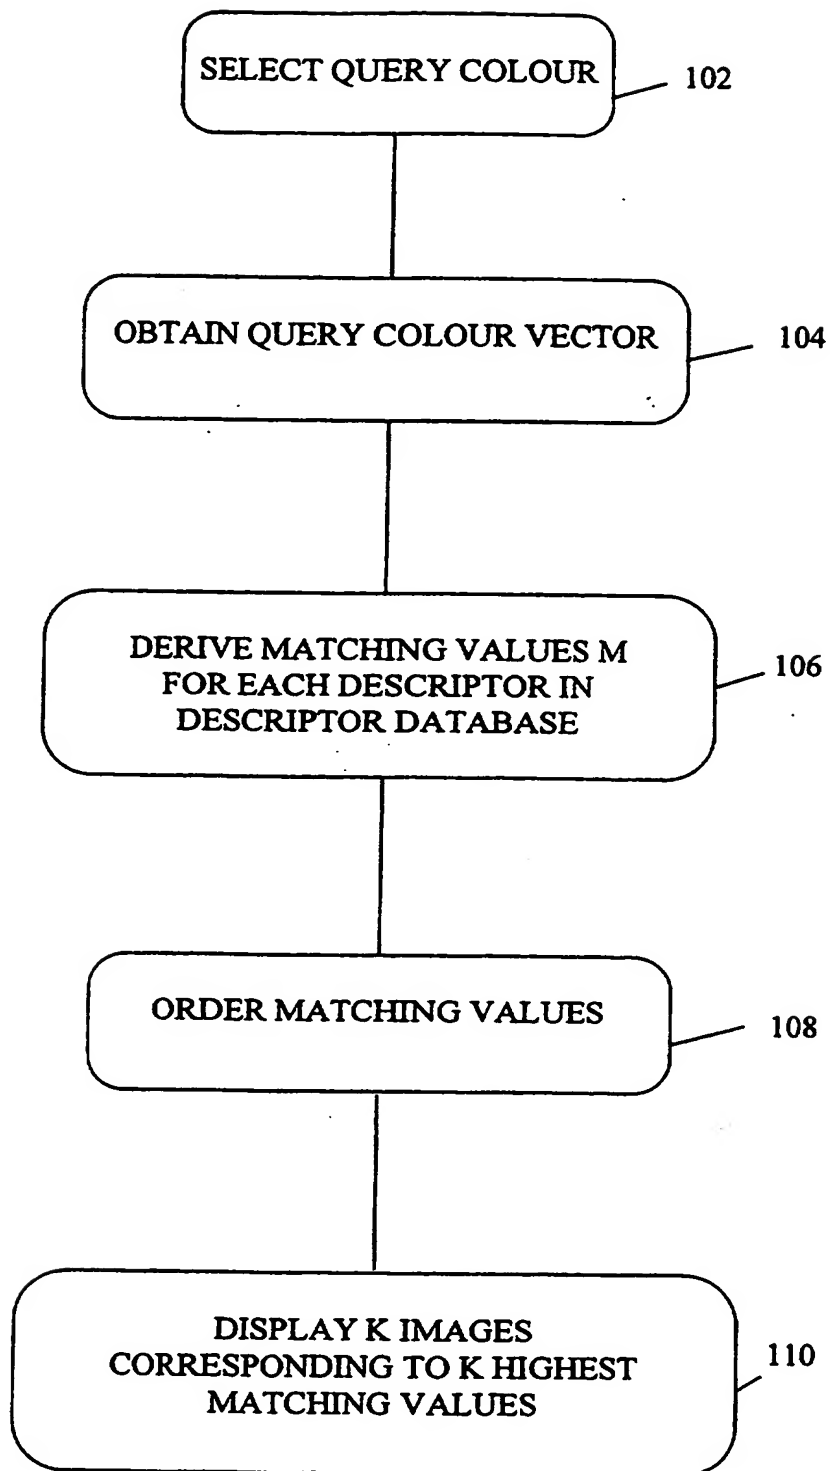 SELECT QUERY COLOUR
102
OBTAIN QUERY COLOUR VECTOR
104
DERIVE MATCHING VALUES M
FOR EACH DESCRIPTOR IN
DESCRIPTOR DATABASE
106
ORDER MATCHING VALUES
108
DISPLAY K IMAGES
CORRESPONDING TO K HIGHEST
MATCHING VALUES
110